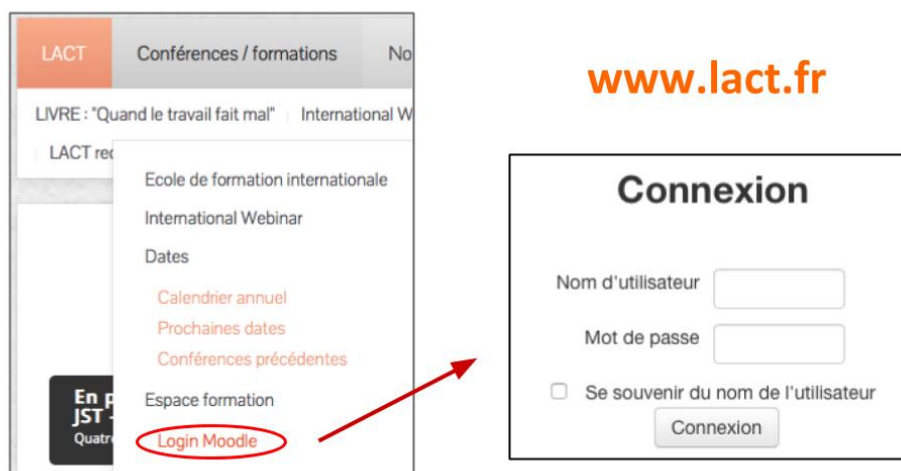 LACT
Conférences / formations
No
LIVRE : "Quand le travail fait mal"
International W
LACT rec
Ecole de formation internationale
International Webinar
Dates
Calendrier annuel
Prochaines dates
Conférences précédentes
Espace formation
Login Moodle
En p
JST -
Quatre
www.lact.fr
Connexion
Nom d'utilisateur
Mot de passe
Se souvenir du nom de l'utilisateur
Connexion